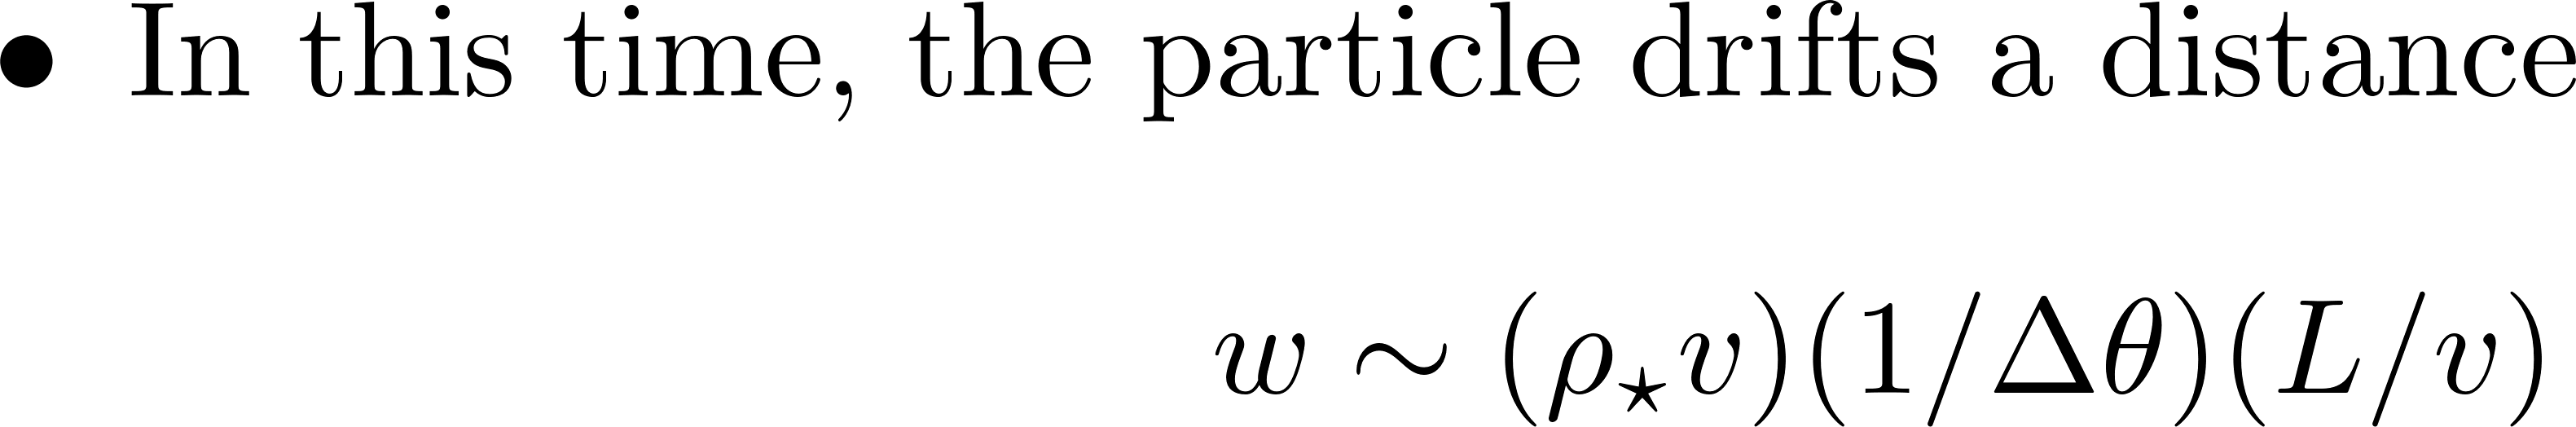 • In this time, the particle drifts a distance
w ∼ (ρ⋆v)(1/Δθ)(L/v)